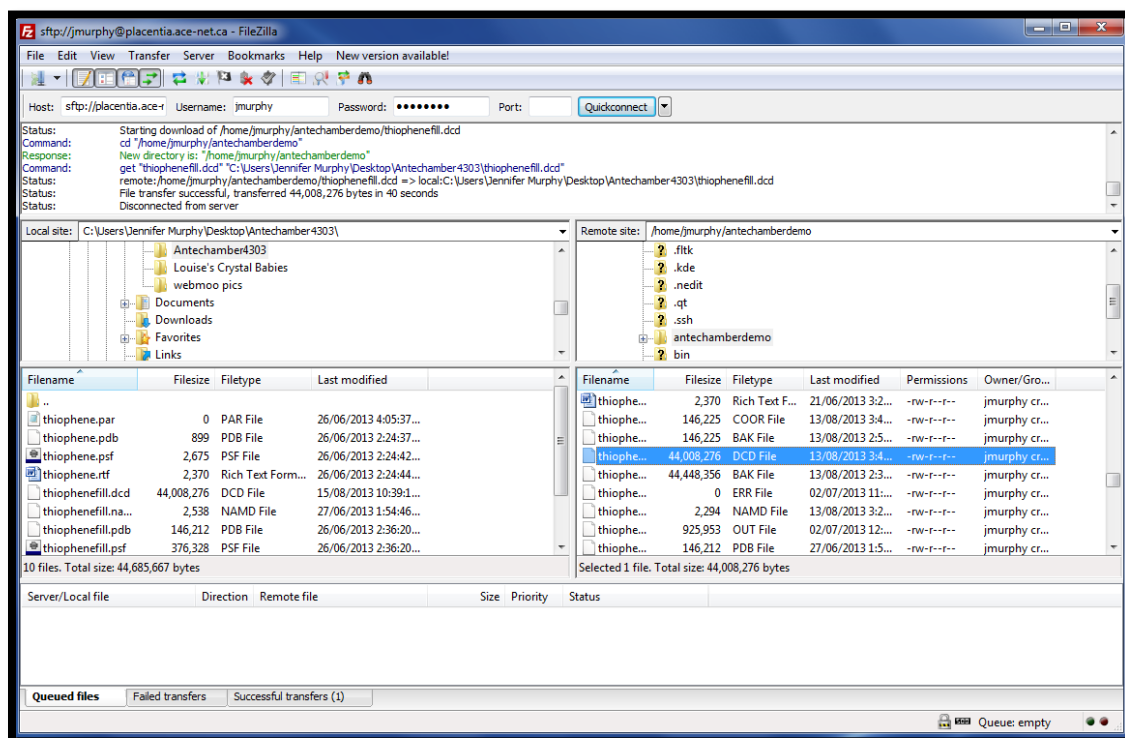 sftp://jmurphy@placentia.ace-net.ca - FileZilla
File Edit View Transfer Server Bookmarks Help New version available!
Host: sftp://placentia.ace-r Username: jmurphy Password: ●●●●●●●● Port: Quickconnect
Status: Starting download of /home/jmurphy/antechamberdemo/thiophenefill.dcd
Command: cd "/home/jmurphy/antechamberdemo"
Response: New directory is: "/home/jmurphy/antechamberdemo"
Command: get "thiophenefill.dcd" "C:\Users\Jennifer Murphy\Desktop\Antechamber4303\thiophenefill.dcd"
Status: remote:/home/jmurphy/antechamberdemo/thiophenefill.dcd => local:C:\Users\Jennifer Murphy\Desktop\Antechamber4303\thiophenefill.dcd
Status: File transfer successful, transferred 44,008,276 bytes in 40 seconds
Status: Disconnected from server
Local site: C:\Users\Jennifer Murphy\Desktop\Antechamber4303\
Antechamber4303
Louise's Crystal Babies
webmoo pics
Documents
Downloads
Favorites
Links
Filename Filesize Filetype Last modified
..
thiophene.par 0 PAR File 26/06/2013 4:05:37...
thiophene.pdb 899 PDB File 26/06/2013 2:24:37...
thiophene.psf 2,675 PSF File 26/06/2013 2:24:42...
thiophene.rtf 2,370 Rich Text Form... 26/06/2013 2:24:44...
thiophenefill.dcd 44,008,276 DCD File 15/08/2013 10:39:1...
thiophenefill.na... 2,538 NAMD File 27/06/2013 1:54:46...
thiophenefill.pdb 146,212 PDB File 26/06/2013 2:36:20...
thiophenefill.psf 376,328 PSF File 26/06/2013 2:36:20...
10 files. Total size: 44,685,667 bytes
Remote site: /home/jmurphy/antechamberdemo
.fltk
.kde
.nedit
.qt
.ssh
antechamberdemo
bin
Filename Filesize Filetype Last modified Permissions Owner/Gro...
thiophe... 2,370 Rich Text F... 21/06/2013 3:2... -rw-r--r-- jmurphy cr...
thiophe... 146,225 COOR File 13/08/2013 3:4... -rw-r--r-- jmurphy cr...
thiophe... 146,225 BAK File 13/08/2013 2:5... -rw-r--r-- jmurphy cr...
thiophe... 44,008,276 DCD File 13/08/2013 3:4... -rw-r--r-- jmurphy cr...
thiophe... 44,448,356 BAK File 13/08/2013 2:3... -rw-r--r-- jmurphy cr...
thiophe... 0 ERR File 02/07/2013 11:... -rw-r--r-- jmurphy cr...
thiophe... 2,294 NAMD File 13/08/2013 3:2... -rw-r--r-- jmurphy cr...
thiophe... 925,953 OUT File 02/07/2013 12:... -rw-r--r-- jmurphy cr...
thiophe... 146,212 PDB File 27/06/2013 1:5... -rw-r--r-- jmurphy cr...
Selected 1 file. Total size: 44,008,276 bytes
Server/Local file Direction Remote file Size Priority Status
Queued files Failed transfers Successful transfers (1)
Queue: empty